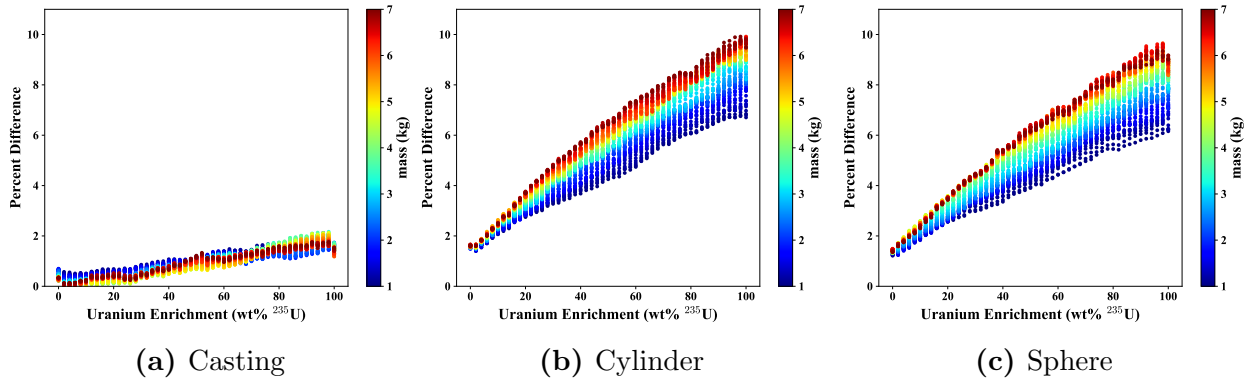 Percent Difference
10
8
6
4
2
0
0 20 40 60 80 100
Uranium Enrichment (wt% ²³⁵U)
7
6
5
4
3
2
1
mass (kg)
(a) Casting
Percent Difference
10
8
6
4
2
0
0 20 40 60 80 100
Uranium Enrichment (wt% ²³⁵U)
7
6
5
4
3
2
1
mass (kg)
(b) Cylinder
Percent Difference
10
8
6
4
2
0
0 20 40 60 80 100
Uranium Enrichment (wt% ²³⁵U)
7
6
5
4
3
2
1
mass (kg)
(c) Sphere